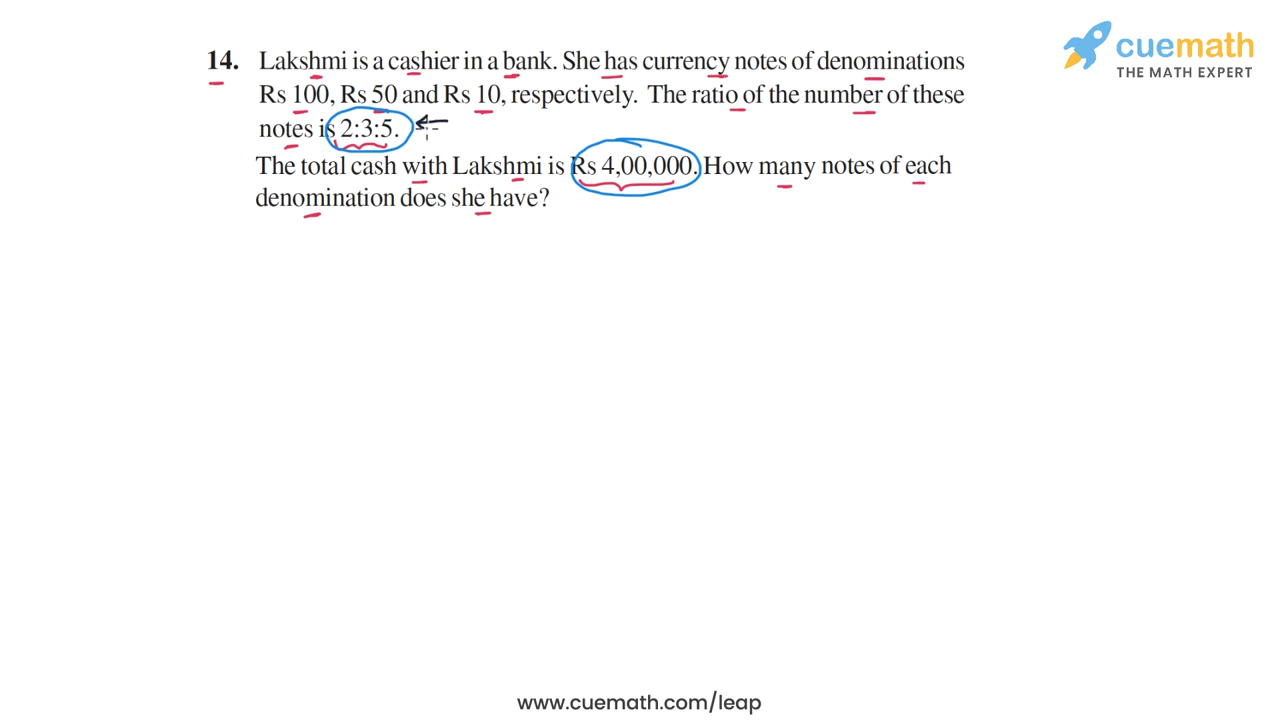 cuemath
THE MATH EXPERT
14. Lakshmi is a cashier in a bank. She has currency notes of denominations
Rs 100, Rs 50 and Rs 10, respectively. The ratio of the number of these
notes is 2:3:5.
The total cash with Lakshmi is Rs 4,00,000. How many notes of each
denomination does she have?
www.cuemath.com/leap